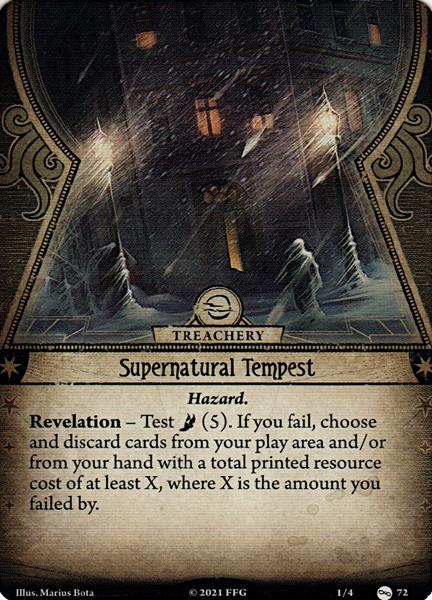 TREACHERY
Supernatural Tempest
Hazard.
Revelation – Test (5). If you fail, choose
and discard cards from your play area and/or
from your hand with a total printed resource
cost of at least X, where X is the amount you
failed by.
Illus. Marius Bota © 2021 FFG 1/4 72